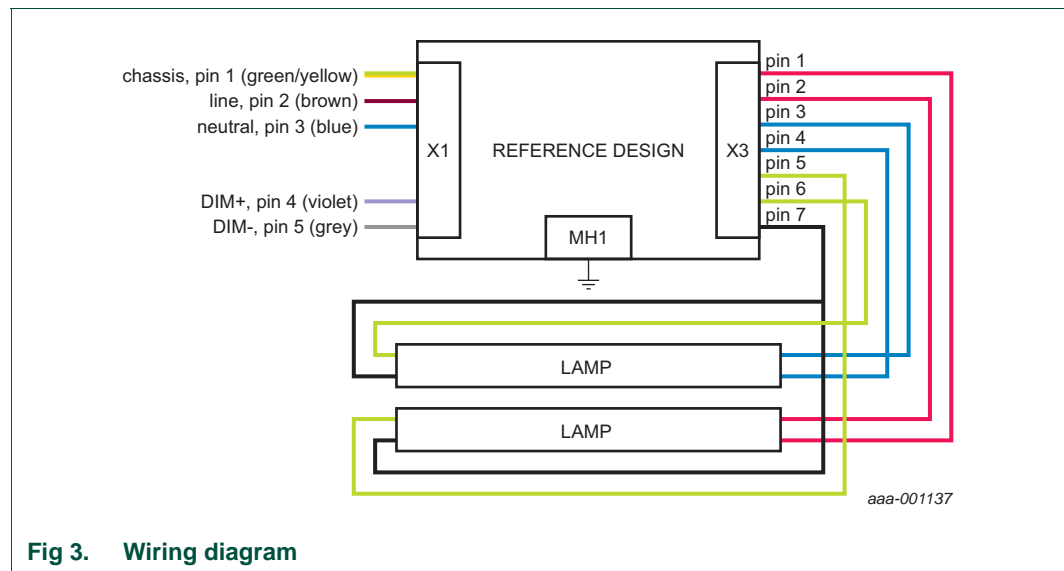 chassis, pin 1 (green/yellow)
line, pin 2 (brown)
neutral, pin 3 (blue)
DIM+, pin 4 (violet)
DIM-, pin 5 (grey)
X1
REFERENCE DESIGN
X3
MH1
pin 1
pin 2
pin 3
pin 4
pin 5
pin 6
pin 7
LAMP
LAMP
aaa-001137
Fig 3. Wiring diagram